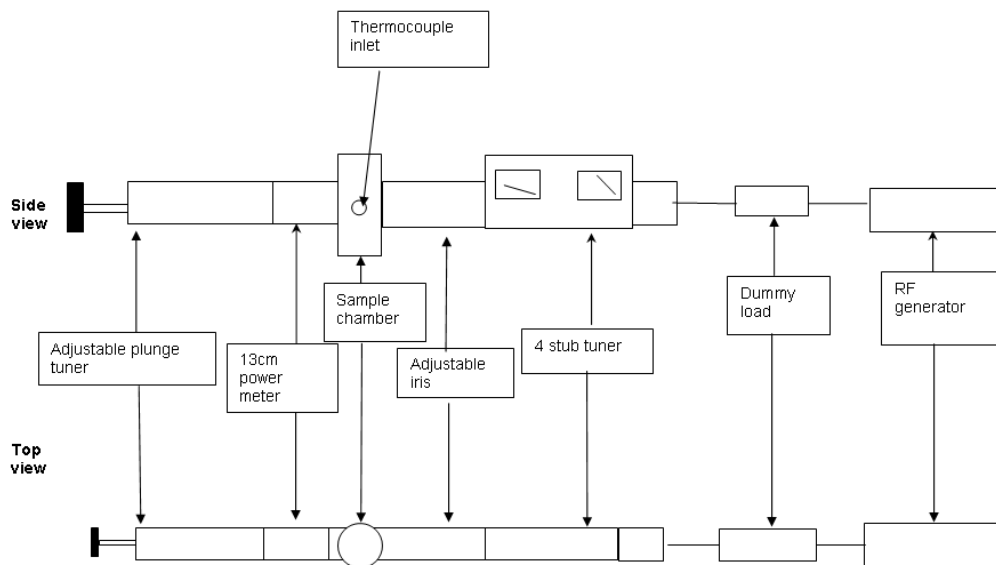 Thermocouple
inlet
Side
view
Sample
chamber
Dummy
load
RF
generator
Adjustable plunge
tuner
13cm
power
meter
Adjustable
iris
4 stub tuner
Top
view